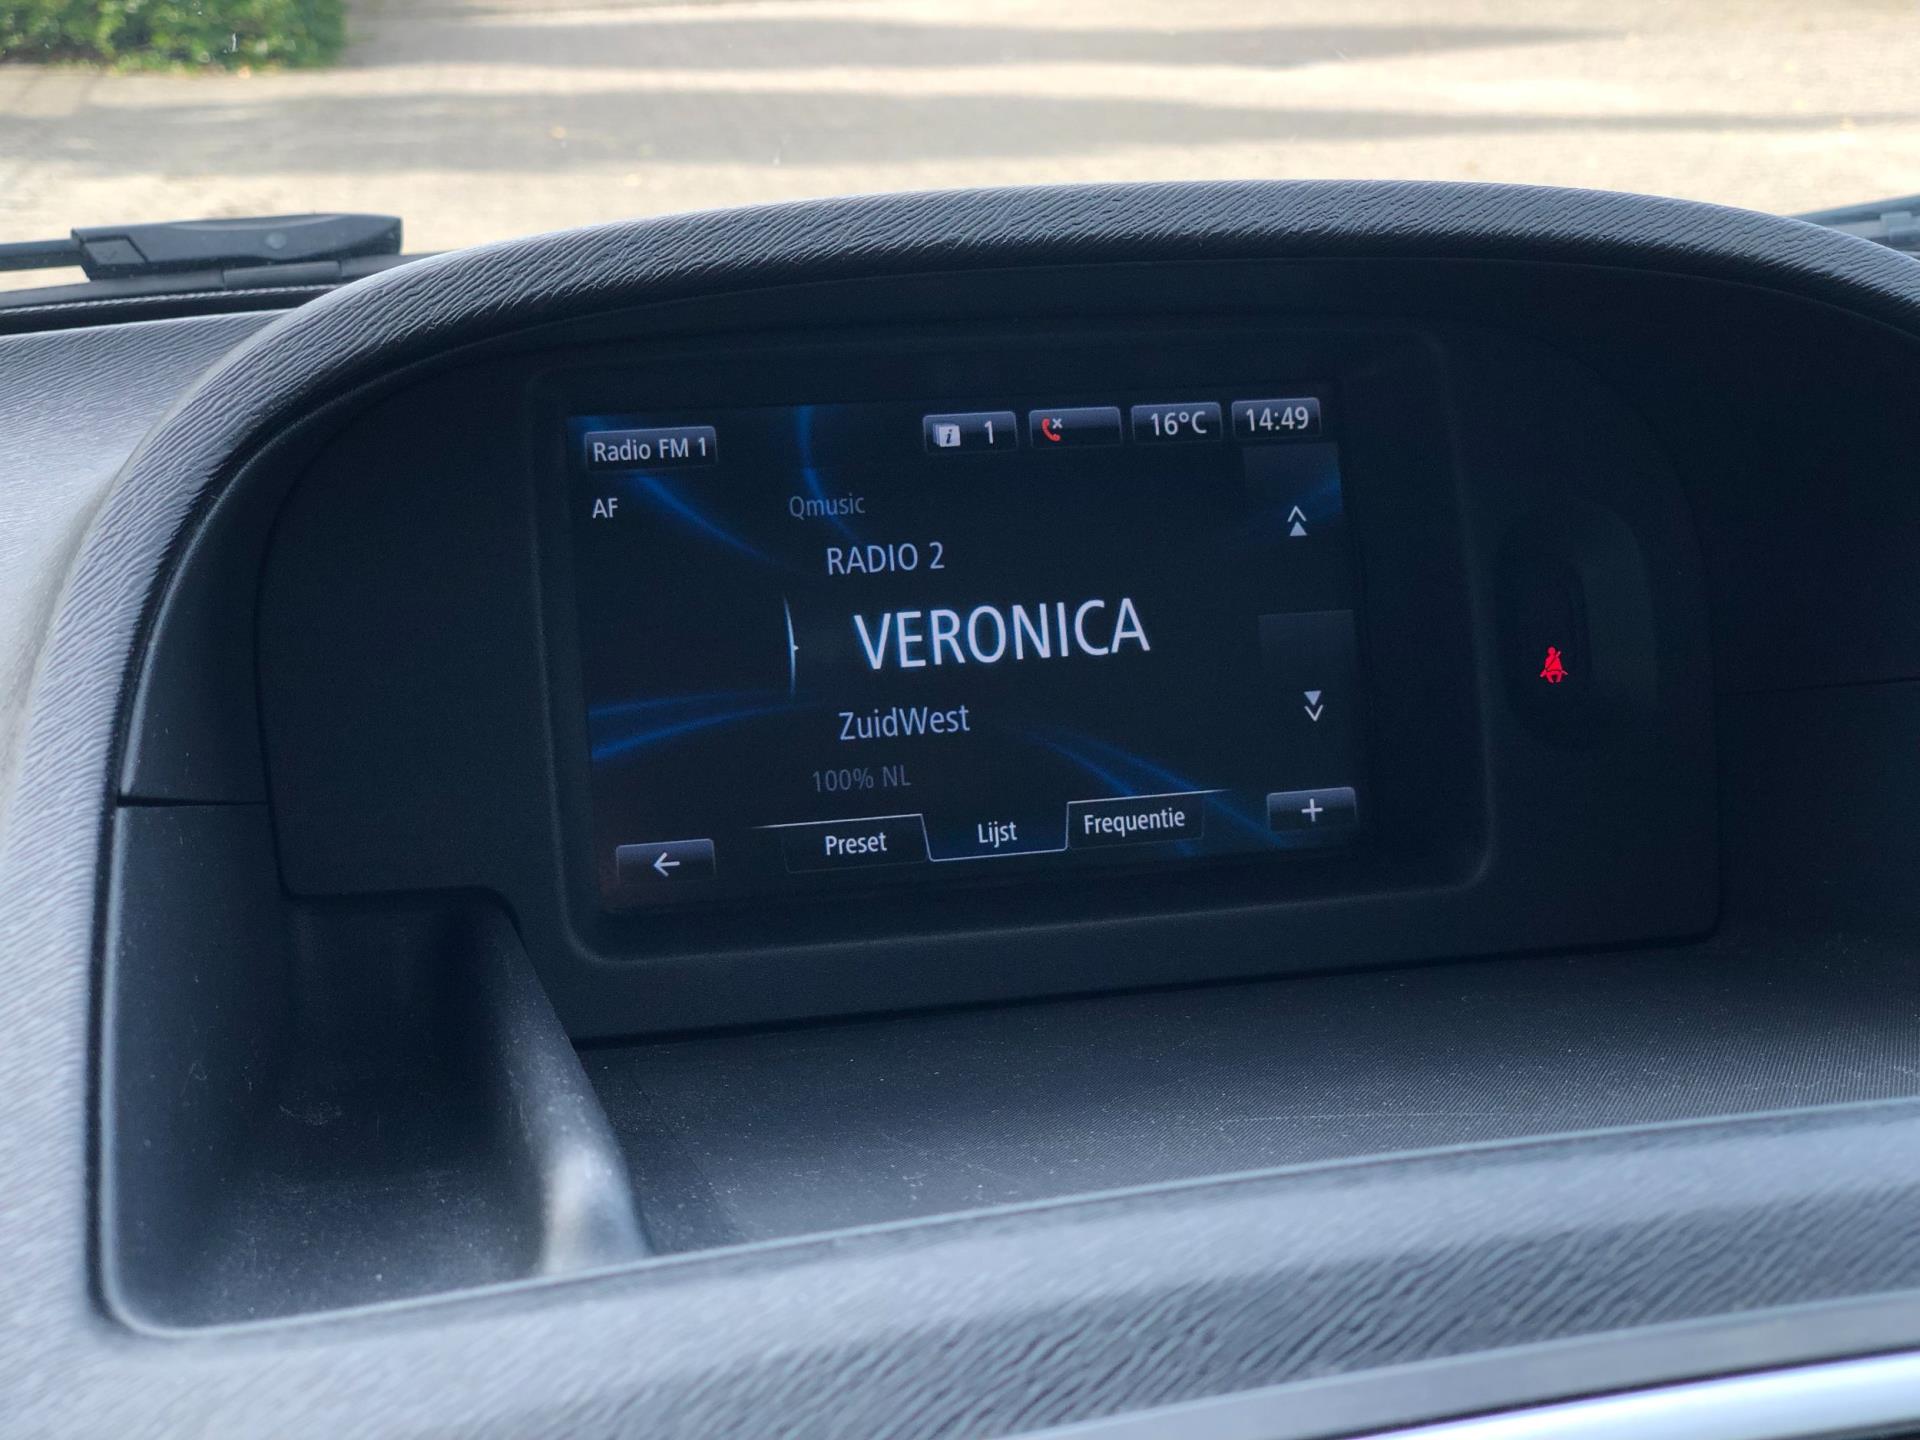 Radio FM 1
i 1
16°C
14:49
AF
Qmusic
RADIO 2
VERONICA
ZuidWest
100% NL
Preset
Lijst
Frequentie
+